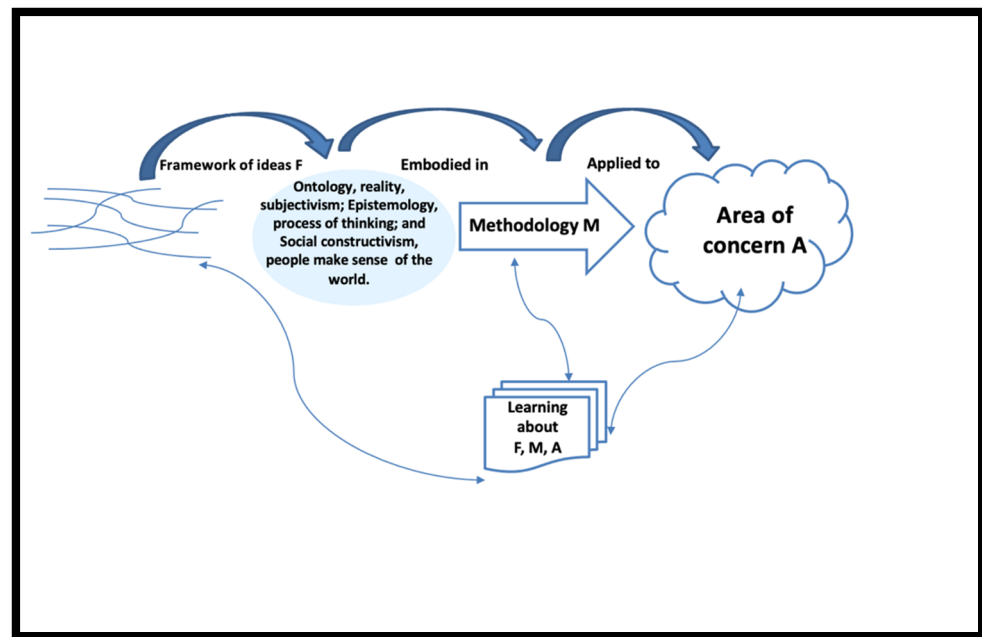 Framework of ideas F
Embodied in
Applied to
Ontology, reality,
subjectivism; Epistemology,
process of thinking; and
Social constructivism,
people make sense of the
world.
Methodology M
Area of
concern A
Learning
about
F, M, A